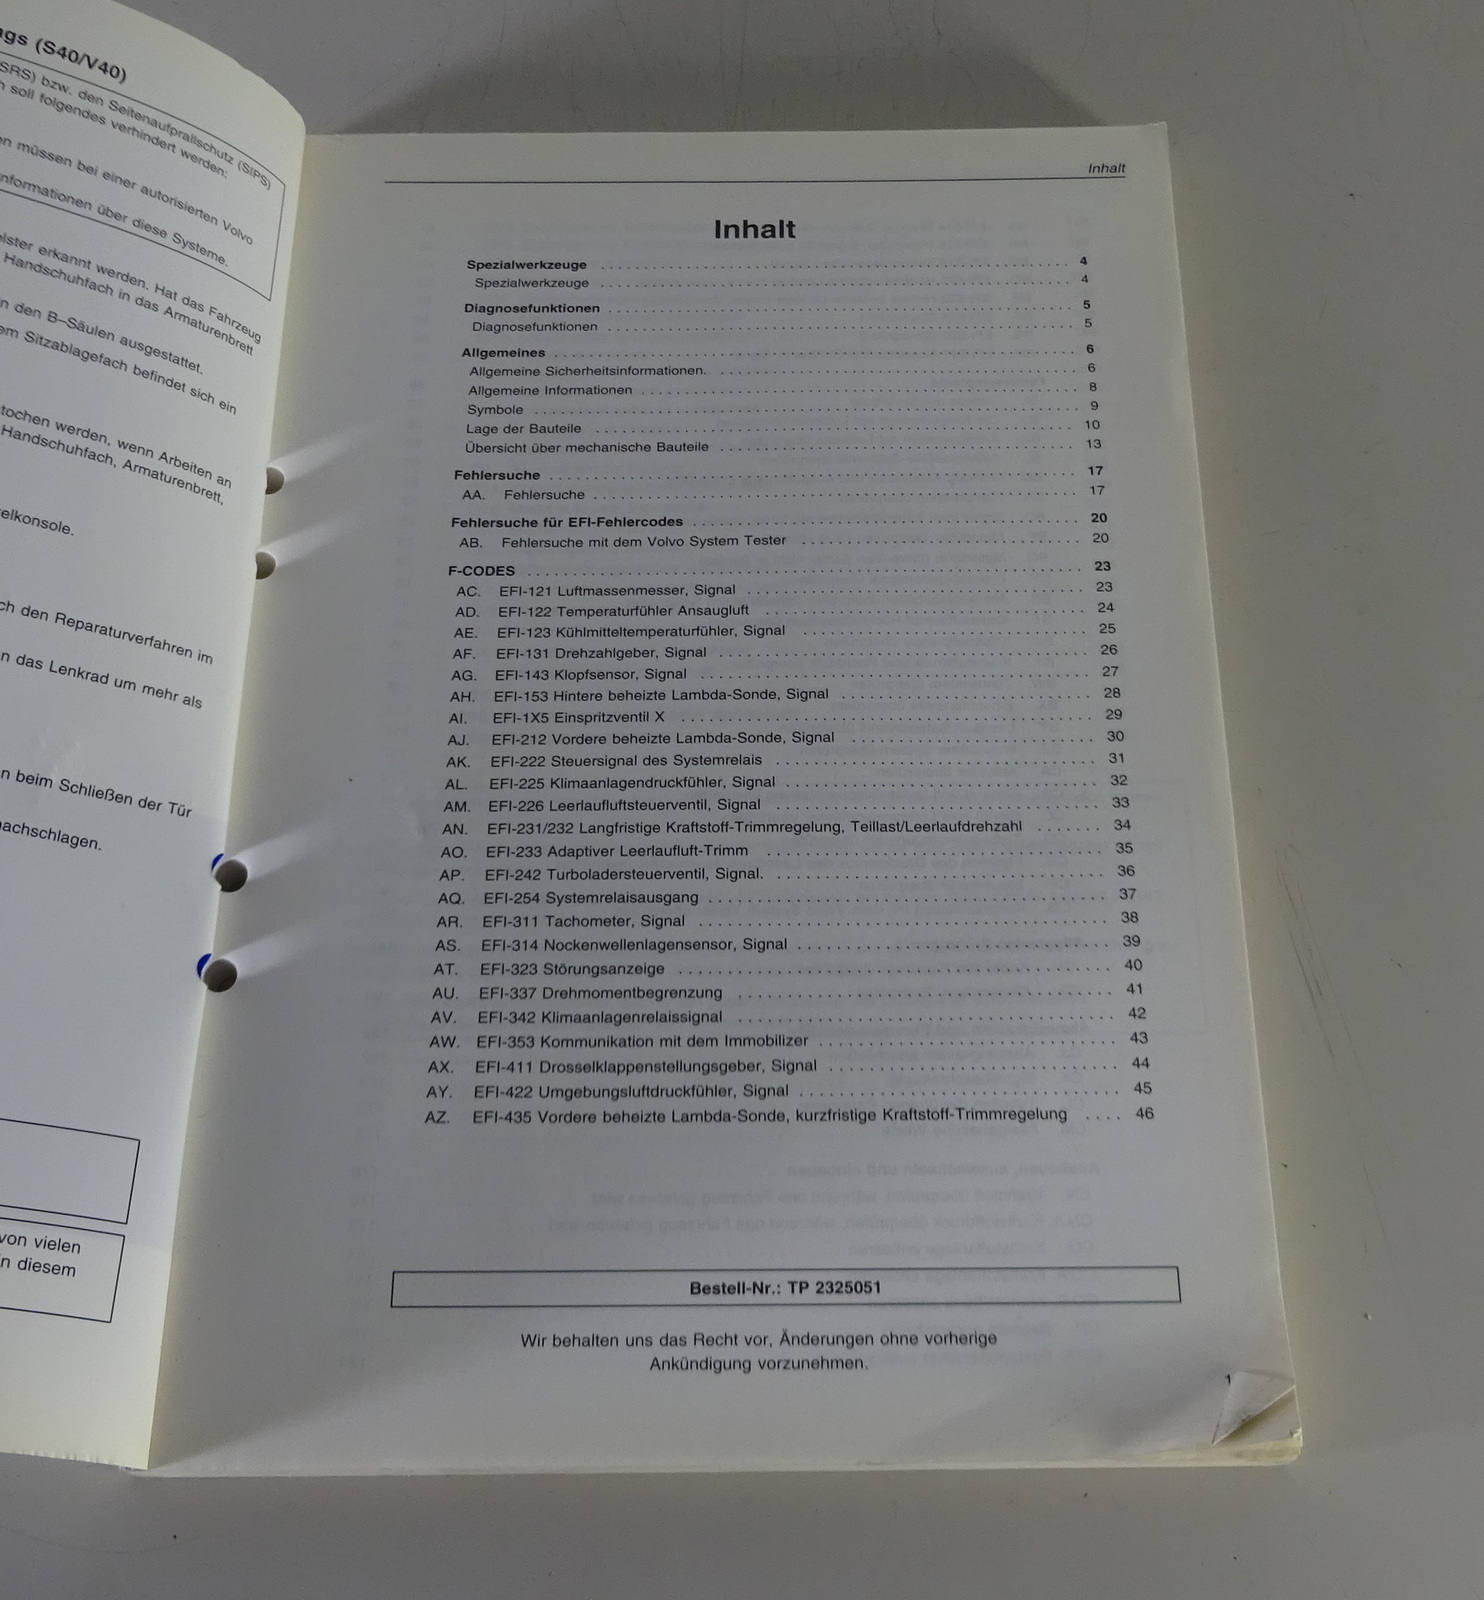 ngs (S40/V40)
(SRS) bzw. den Seitenaufprallschutz (SIPS)
soll folgendes verhindert werden:
müssen bei einer autorisierten Volvo
nformationen über diese Systeme.
erkannt werden. Hat das Fahrzeug
Handschuhfach in das Armaturenbrett
n den B–Säulen ausgestattet.
em Sitzablagefach befindet sich ein
tochen werden, wenn Arbeiten an
Handschuhfach, Armaturenbrett,
elkonsole.
ch den Reparaturverfahren im
n das Lenkrad um mehr als
n beim Schließen der Tür
nachschlagen.
von vielen
n diesem
Inhalt
Inhalt
Spezialwerkzeuge . . . . . . . . . . 4
Spezialwerkzeuge . . . . . . . . . . 4
Diagnosefunktionen . . . . . . . . . . 5
Diagnosefunktionen . . . . . . . . . . 5
Allgemeines . . . . . . . . . . 6
Allgemeine Sicherheitsinformationen. . . . . . . . . . . 6
Allgemeine Informationen . . . . . . . . . . 8
Symbole . . . . . . . . . . 9
Lage der Bauteile . . . . . . . . . . 10
Übersicht über mechanische Bauteile . . . . . . . . . . 13
Fehlersuche . . . . . . . . . . 17
AA. Fehlersuche . . . . . . . . . . 17
Fehlersuche für EFI-Fehlercodes . . . . . . . . . . 20
AB. Fehlersuche mit dem Volvo System Tester . . . . . . . . . . 20
F-CODES . . . . . . . . . . 23
AC. EFI-121 Luftmassenmesser, Signal . . . . . . . . . . 23
AD. EFI-122 Temperaturfühler Ansaugluft . . . . . . . . . . 24
AE. EFI-123 Kühlmitteltemperaturfühler, Signal . . . . . . . . . . 25
AF. EFI-131 Drehzahlgeber, Signal . . . . . . . . . . 26
AG. EFI-143 Klopfsensor, Signal . . . . . . . . . . 27
AH. EFI-153 Hintere beheizte Lambda-Sonde, Signal . . . . . . . . . . 28
AI. EFI-1X5 Einspritzventil X . . . . . . . . . . 29
AJ. EFI-212 Vordere beheizte Lambda-Sonde, Signal . . . . . . . . . . 30
AK. EFI-222 Steuersignal des Systemrelais . . . . . . . . . . 31
AL. EFI-225 Klimaanlagendruckfühler, Signal . . . . . . . . . . 32
AM. EFI-226 Leerlaufluftsteuerventil, Signal . . . . . . . . . . 33
AN. EFI-231/232 Langfristige Kraftstoff-Trimmregelung, Teillast/Leerlaufdrehzahl . . . . . . . 34
AO. EFI-233 Adaptiver Leerlaufluft-Trimm . . . . . . . . . . 35
AP. EFI-242 Turboladersteuerventil, Signal. . . . . . . . . . . 36
AQ. EFI-254 Systemrelaisausgang . . . . . . . . . . 37
AR. EFI-311 Tachometer, Signal . . . . . . . . . . 38
AS. EFI-314 Nockenwellenlagensensor, Signal . . . . . . . . . . 39
AT. EFI-323 Störungsanzeige . . . . . . . . . . 40
AU. EFI-337 Drehmomentbegrenzung . . . . . . . . . . 41
AV. EFI-342 Klimaanlagenrelaissignal . . . . . . . . . . 42
AW. EFI-353 Kommunikation mit dem Immobilizer . . . . . . . . . . 43
AX. EFI-411 Drosselklappenstellungsgeber, Signal . . . . . . . . . . 44
AY. EFI-422 Umgebungsluftdruckfühler, Signal . . . . . . . . . . 45
AZ. EFI-435 Vordere beheizte Lambda-Sonde, kurzfristige Kraftstoff-Trimmregelung . . . . 46
Bestell-Nr.: TP 2325051
Wir behalten uns das Recht vor, Änderungen ohne vorherige
Ankündigung vorzunehmen.
1